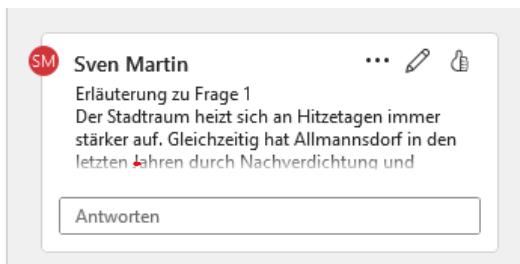 SM
Sven Martin
Erläuterung zu Frage 1
Der Stadtraum heizt sich an Hitzetagen immer
stärker auf. Gleichzeitig hat Allmannsdorf in den
letzten Jahren durch Nachverdichtung und
Antworten